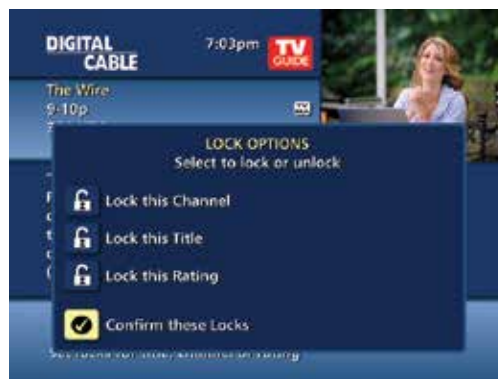 DIGITAL
CABLE
7:03pm
TV
GUIDE
The Wire
9-10p
LOCK OPTIONS
Select to lock or unlock
Lock this Channel
Lock this Title
Lock this Rating
Confirm these Locks